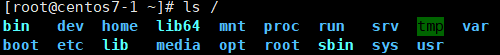 [root@centos7-1 ~]# ls /
bin   dev  home  lib64  mnt  proc  run   srv  tmp  var
boot  etc  lib   media  opt  root  sbin  sys  usr